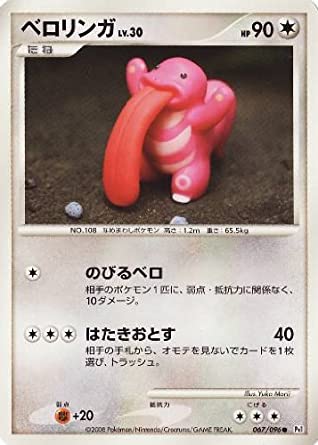 ベロリンガ LV.30 HP 90
たね
NO.108 なめまわしポケモン 高さ：1.2m 重さ：65.5kg
のびるベロ
相手のポケモン1匹に、弱点・抵抗力に関係なく、
10ダメージ。
はたきおとす 40
相手の手札から、オモテを見ないでカードを1枚
選び、トラッシュ。
Illus. Yuka Morii
弱点 抵抗力 にげる
+20
©2008 Pokémon/Nintendo/Creatures/GAME FREAK. 067/096